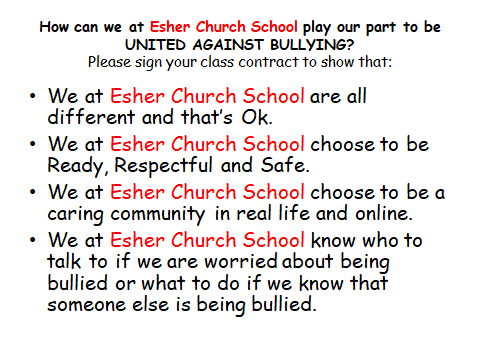 How can we at Esher Church School play our part to be
UNITED AGAINST BULLYING?
Please sign your class contract to show that:
• We at Esher Church School are all
different and that's Ok.
• We at Esher Church School choose to be
Ready, Respectful and Safe.
• We at Esher Church School choose to be a
caring community in real life and online.
• We at Esher Church School know who to
talk to if we are worried about being
bullied or what to do if we know that
someone else is being bullied.